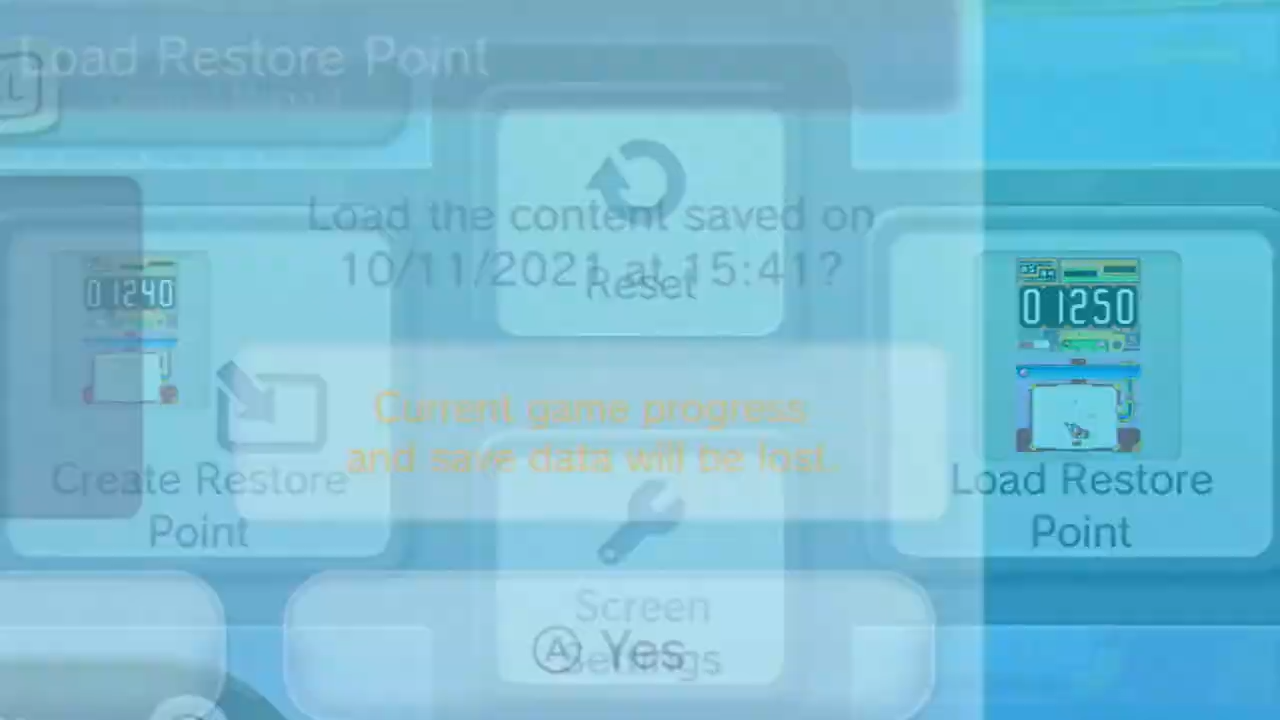 Load Restore Point
L
Reset
Load the content saved on
10/11/2021 at 15:41?
01240
01250
Current game progress
and save data will be lost.
Create Restore
Point
Load Restore
Point
Screen
Settings
A Yes